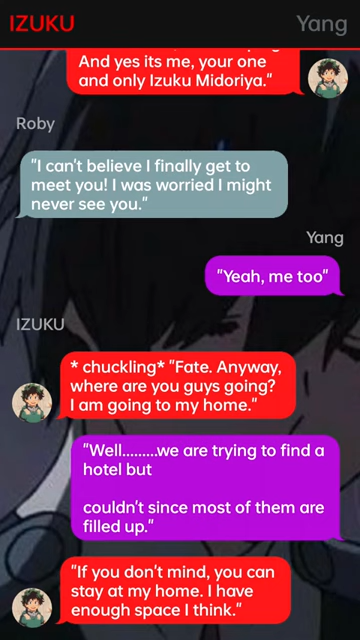 IZUKU
Yang
And yes its me, your one
and only Izuku Midoriya."
Roby
"I can't believe I finally get to
meet you! I was worried I might
never see you."
Yang
"Yeah, me too"
IZUKU
* chuckling* "Fate. Anyway,
where are you guys going?
I am going to my home."
"Well.........we are trying to find a
hotel but
couldn't since most of them are
filled up."
"If you don't mind, you can
stay at my home. I have
enough space I think."